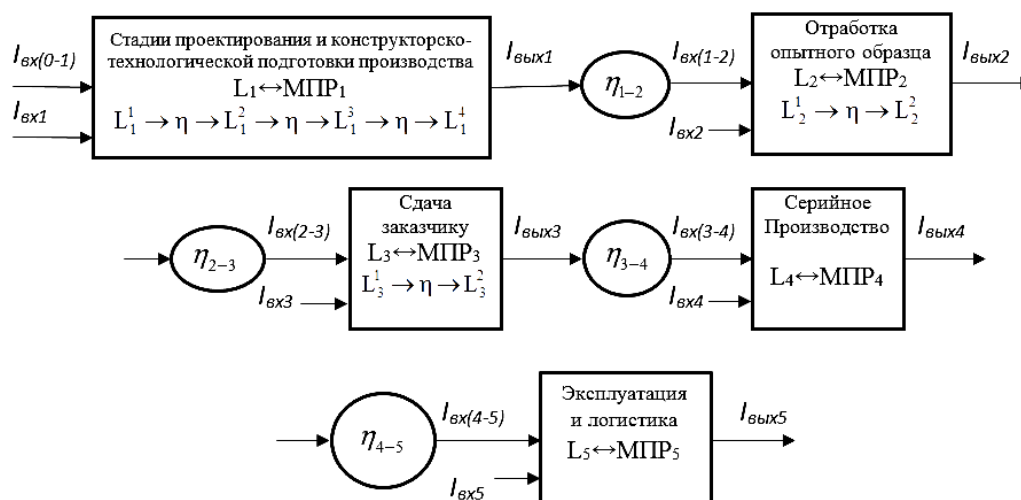 I вх(0-1)
I вх1
Стадии проектирования и конструкторско-
технологической подготовки производства
L₁↔МПР₁
L₁¹ → η → L₁² → η → L₁³ → η → L₁⁴
I вых1
η₁₋₂
I вх(1-2)
I вх2
Отработка
опытного образца
L₂↔МПР₂
L₂¹ → η → L₂²
I вых2
η₂₋₃
I вх(2-3)
I вх3
Сдача
заказчику
L₃↔МПР₃
L₃¹ → η → L₃²
I вых3
η₃₋₄
I вх(3-4)
I вх4
Серийное
Производство
L₄↔МПР₄
I вых4
η₄₋₅
I вх(4-5)
I вх5
Эксплуатация
и логистика
L₅↔МПР₅
I вых5